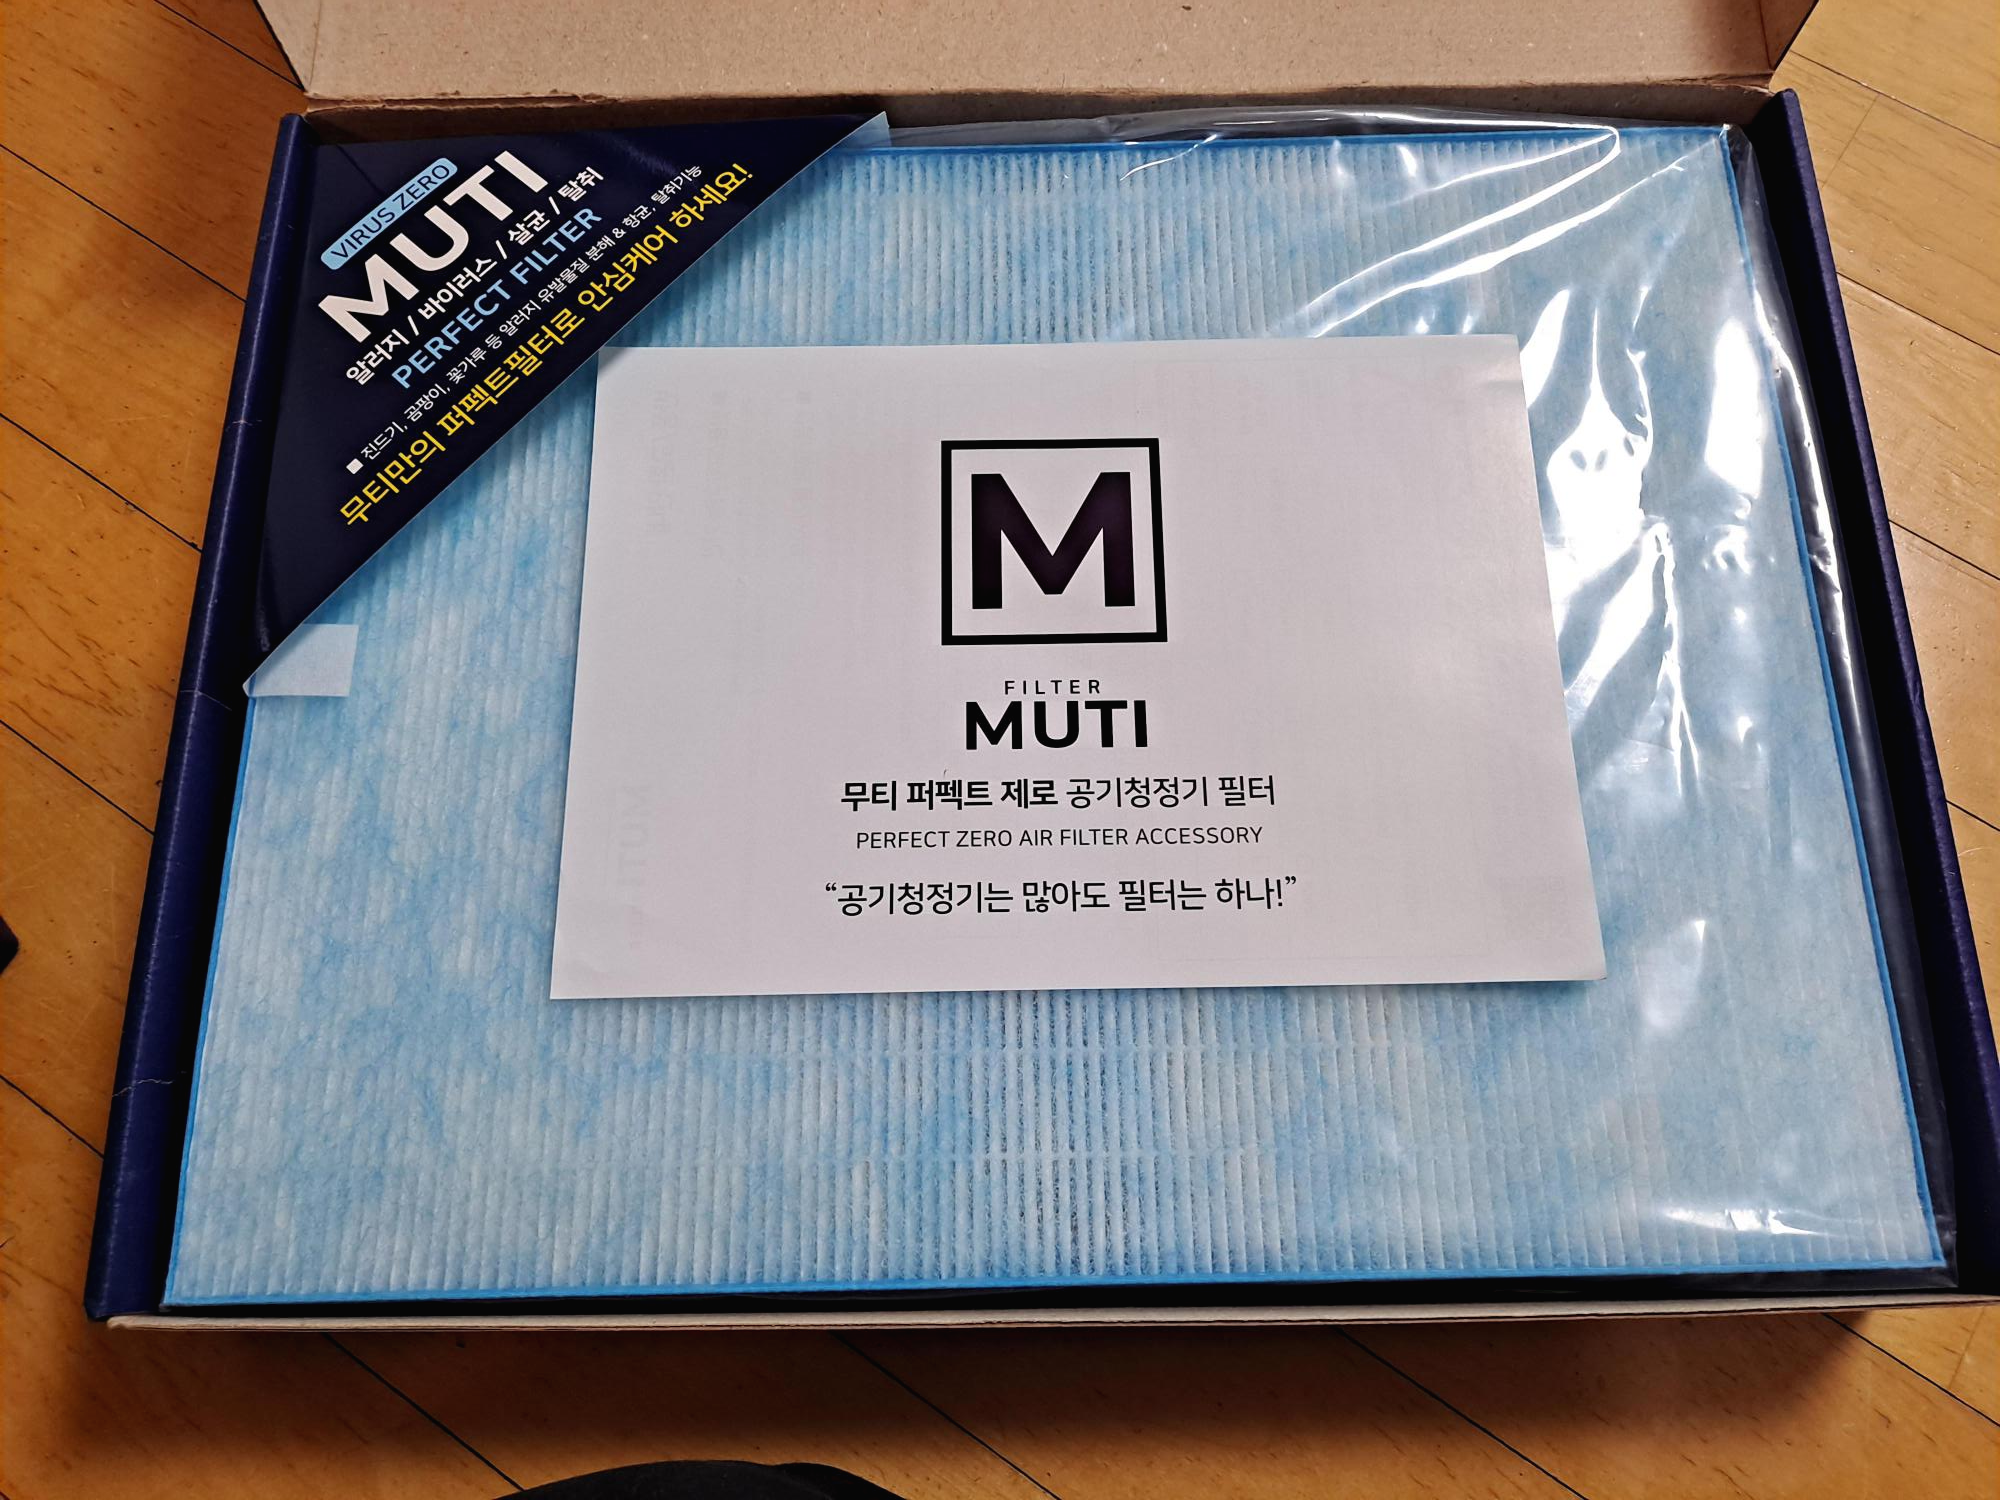 VIRUS ZERO
MUTI
알러지 / 바이러스 / 살균 / 탈취
PERFECT FILTER
■ 진드기, 곰팡이, 꽃가루 등 알러지 유발물질 분해 & 항균, 탈취기능
무티만의 퍼펙트필터로 안심케어 하세요!
M
FILTER
MUTI
무티 퍼펙트 제로 공기청정기 필터
PERFECT ZERO AIR FILTER ACCESSORY
“공기청정기는 많아도 필터는 하나!”